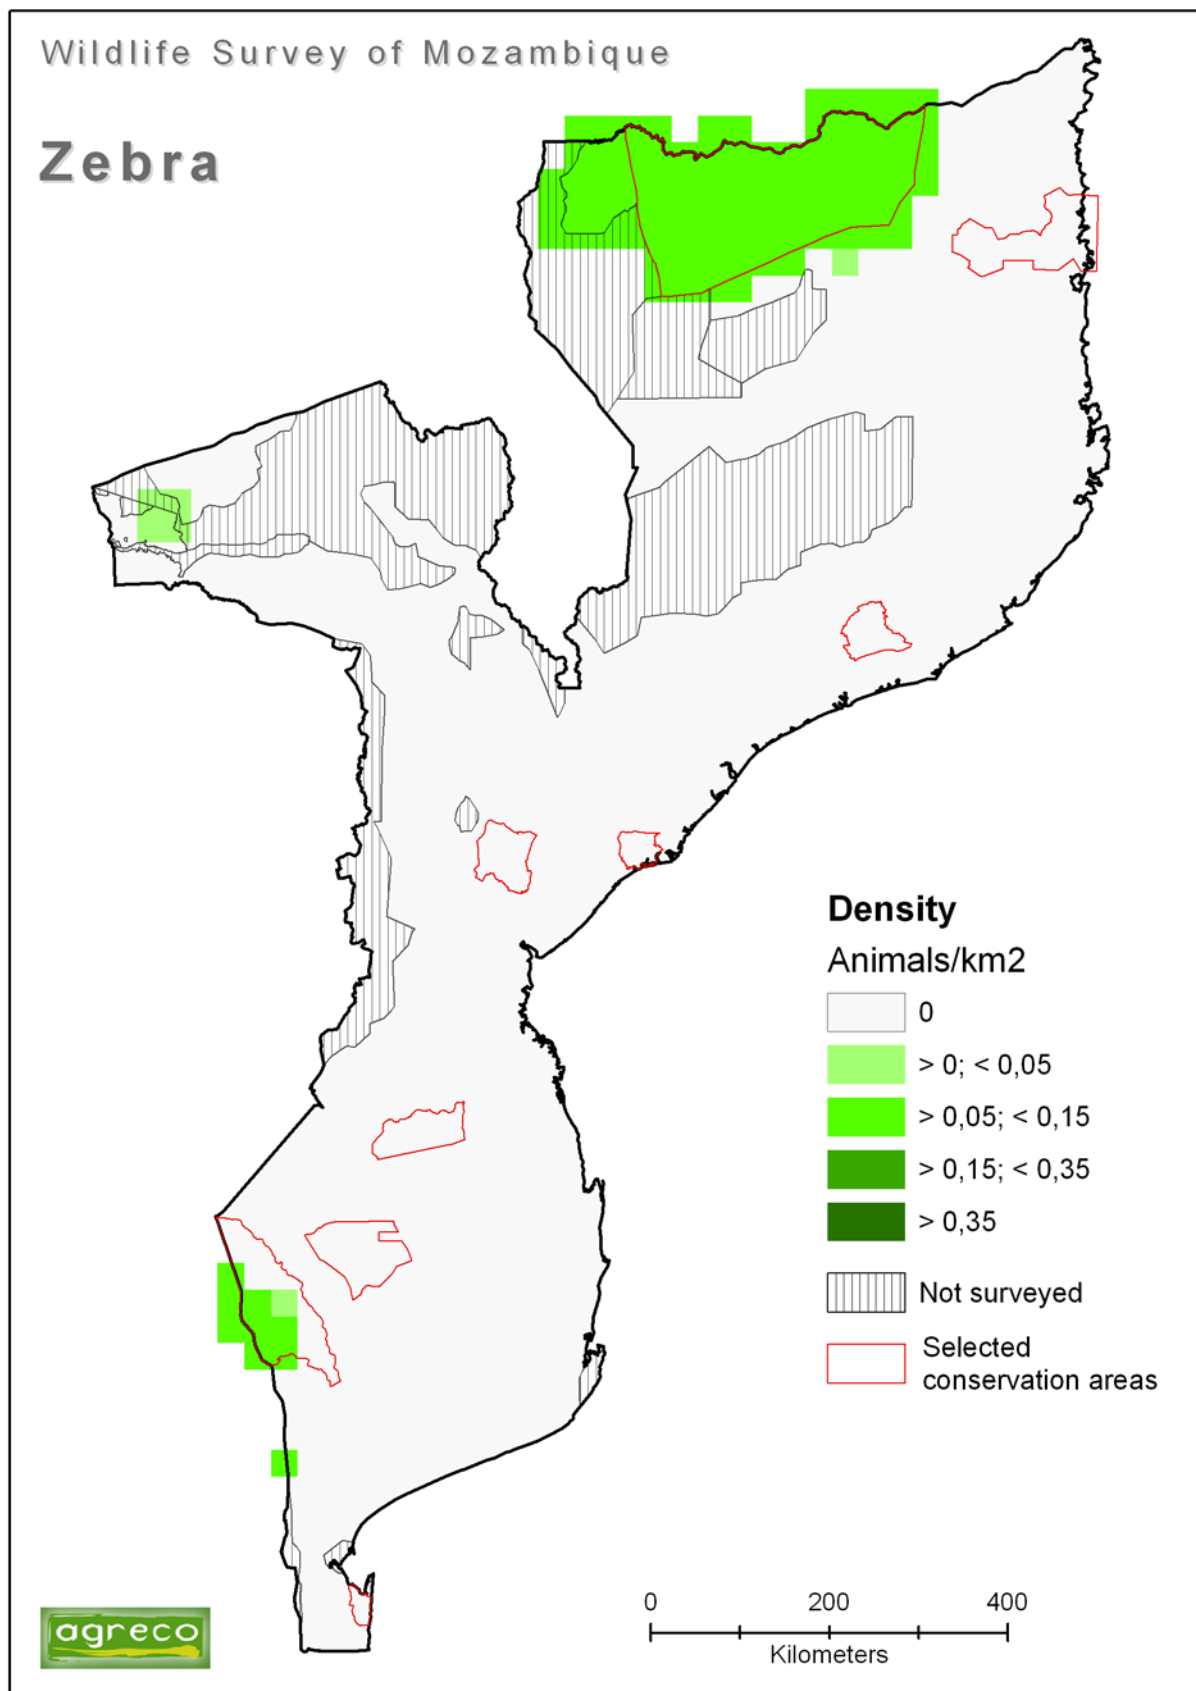 Wildlife Survey of Mozambique
Zebra
Density
Animals/km2
0
> 0; < 0,05
> 0,05; < 0,15
> 0,15; < 0,35
> 0,35
Not surveyed
Selected
conservation areas
0 200 400
Kilometers
agreco